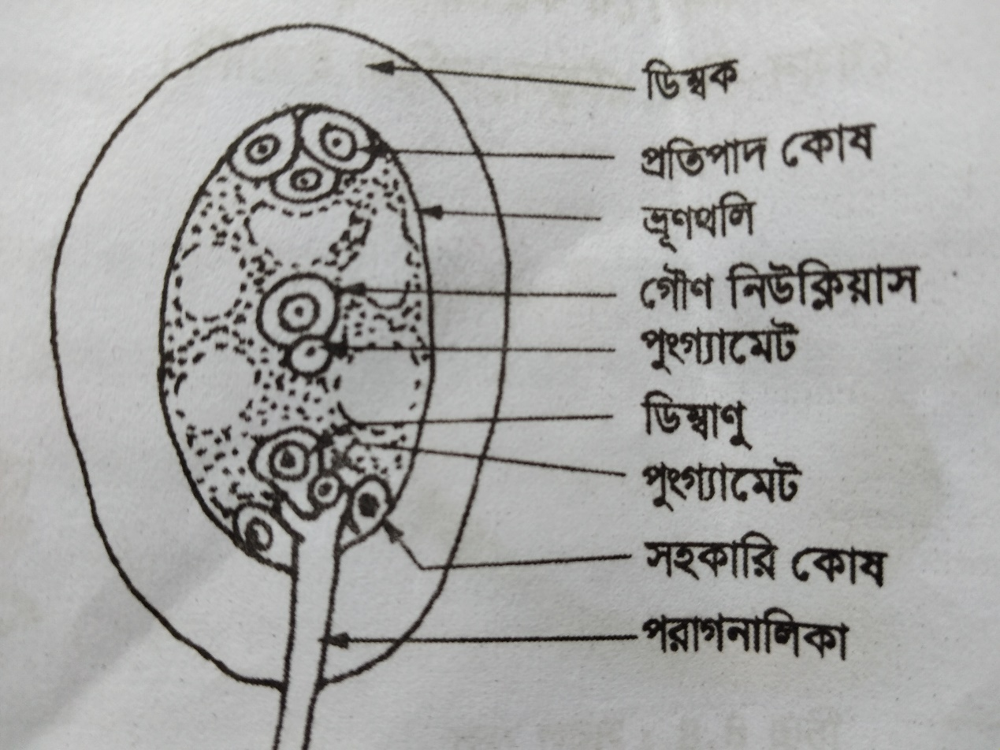 ডিম্বক
প্রতিপাদ কোষ
ভ্রূণথলি
গৌণ নিউক্লিয়াস
পুংগ্যামেট
ডিম্বাণু
পুংগ্যামেট
সহকারি কোষ
পরাগনালিকা